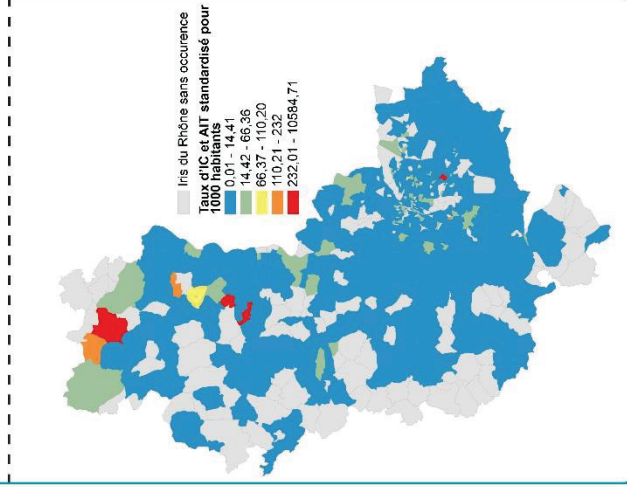 Iris du Rhône sans occurence
Taux d'IC et AIT standardisé pour
1000 habitants
0,01 - 14,41
14,42 - 66,36
66,37 - 110,20
110,21 - 232
232,01 - 10584,71